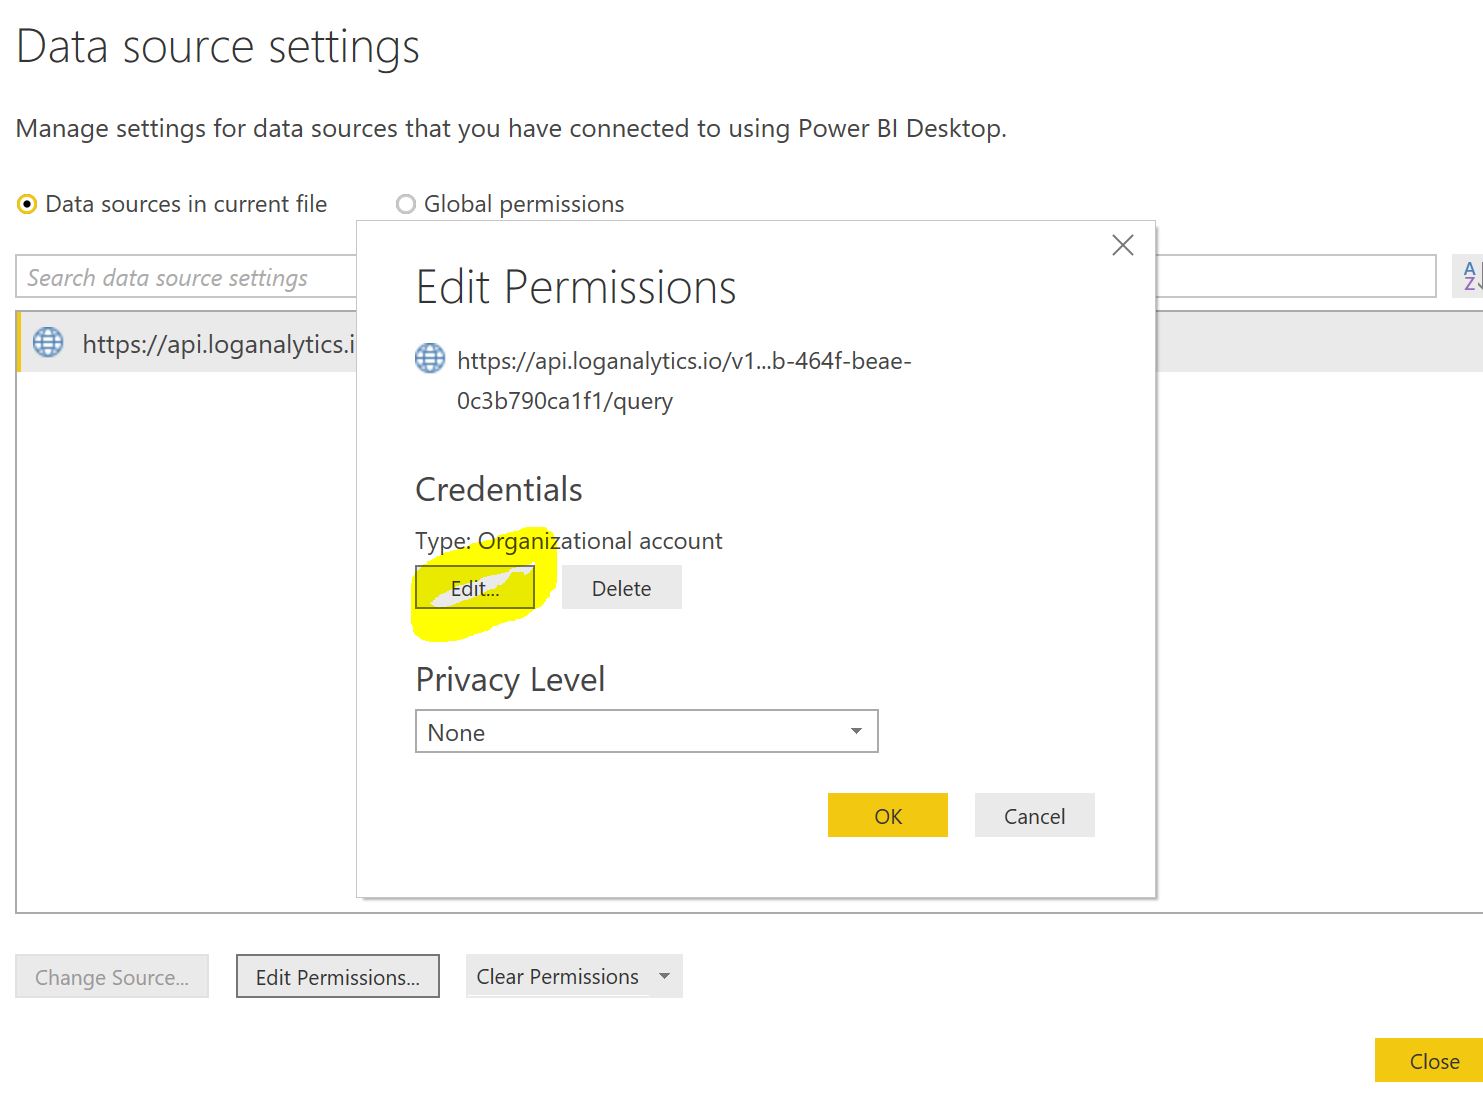 Data source settings
Manage settings for data sources that you have connected to using Power BI Desktop.
Data sources in current file
Global permissions
Search data source settings
A
Z
https://api.loganalytics.i
Edit Permissions
https://api.loganalytics.io/v1...b-464f-beae-
0c3b790ca1f1/query
Credentials
Type: Organizational account
Edit...
Delete
Privacy Level
None
OK
Cancel
Change Source...
Edit Permissions...
Clear Permissions
Close